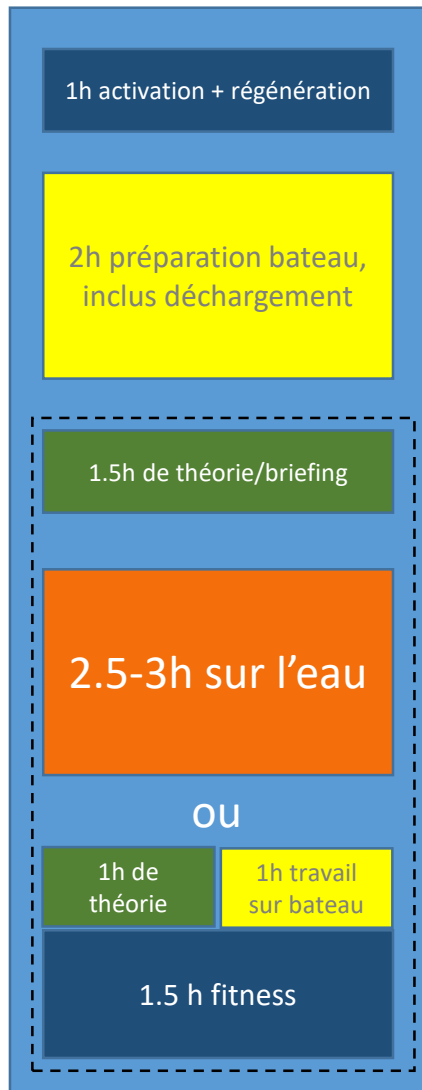 1h activation + régénération
2h préparation bateau,
inclus déchargement
1.5h de théorie/briefing
2.5-3h sur l’eau
ou
1h de
théorie
1h travail
sur bateau
1.5 h fitness